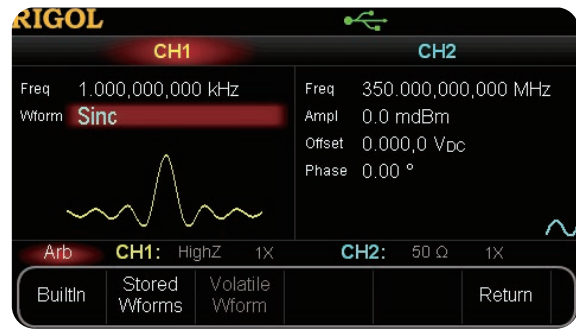 RIGOL
CH1 CH2
Freq 1.000,000,000 kHz
Wform Sinc
Freq 350.000,000,000 MHz
Ampl 0.0 mdBm
Offset 0.000,0 VDC
Phase 0.00 °
Arb CH1: HighZ 1X CH2: 50 Ω 1X
BuiltIn Stored Wforms Volatile Wform Return